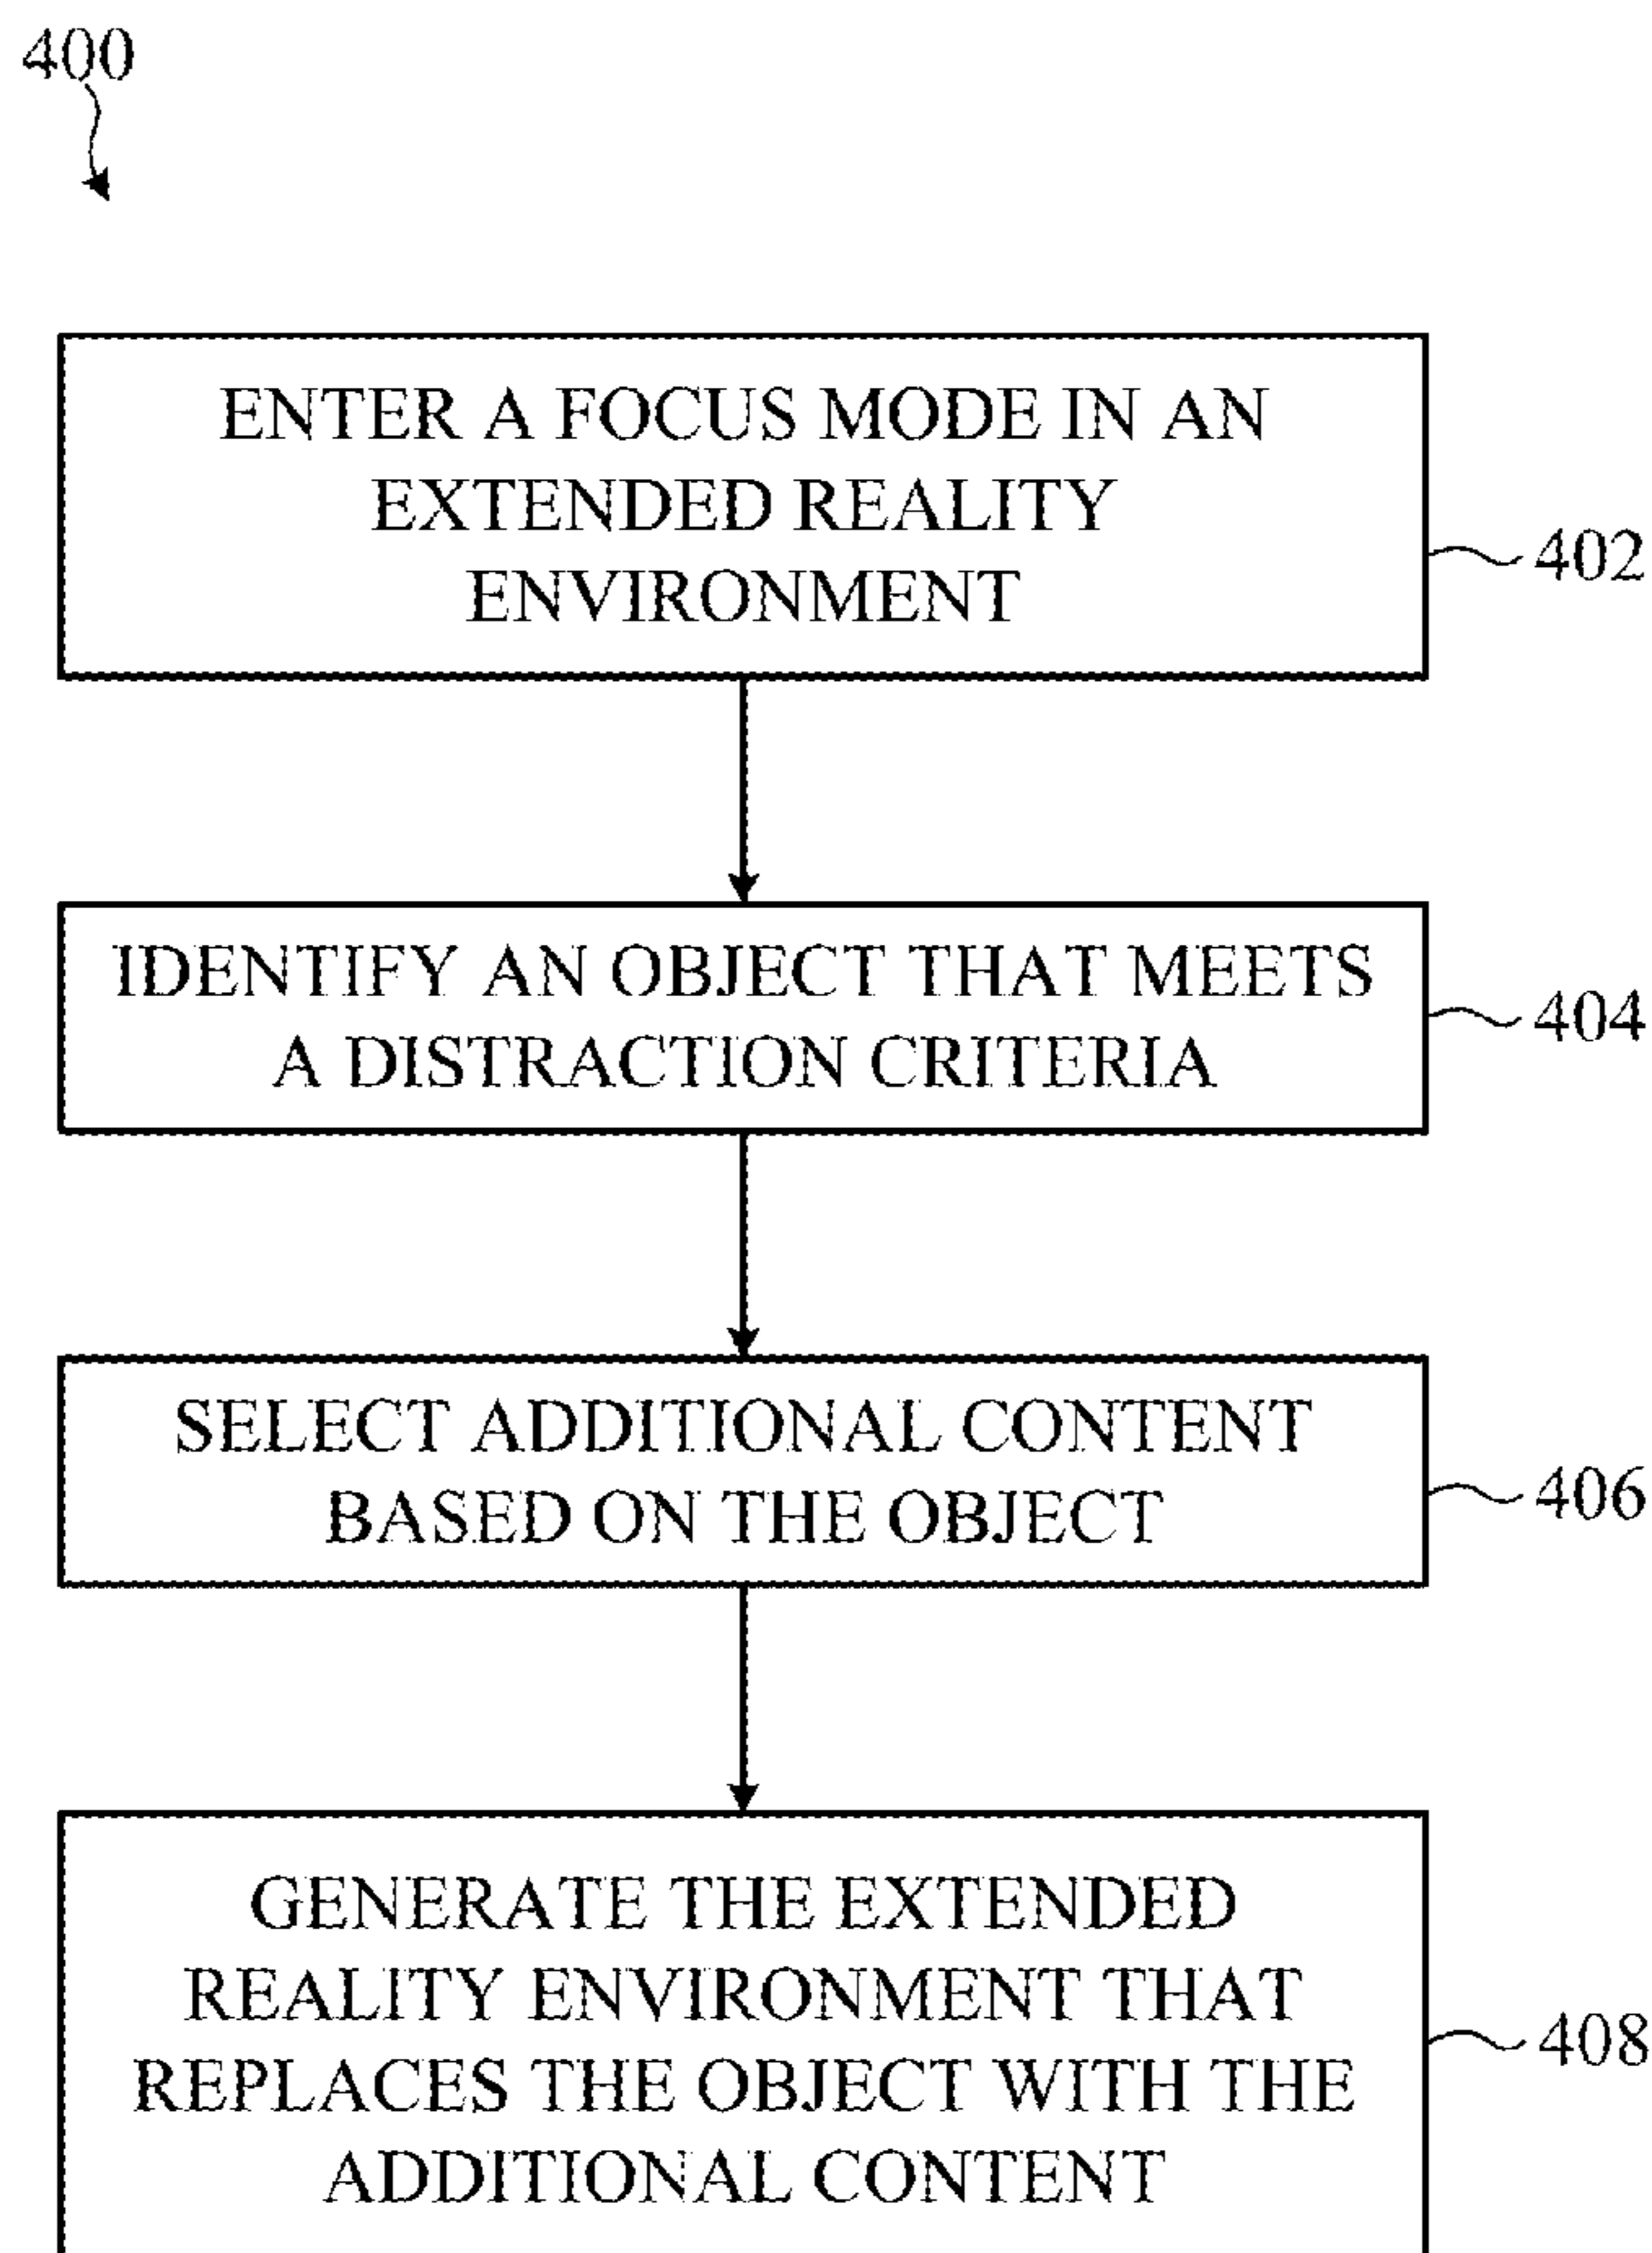 400
ENTER A FOCUS MODE IN AN
EXTENDED REALITY
ENVIRONMENT
402
IDENTIFY AN OBJECT THAT MEETS
A DISTRACTION CRITERIA
404
SELECT ADDITIONAL CONTENT
BASED ON THE OBJECT
406
GENERATE THE EXTENDED
REALITY ENVIRONMENT THAT
REPLACES THE OBJECT WITH THE
ADDITIONAL CONTENT
408